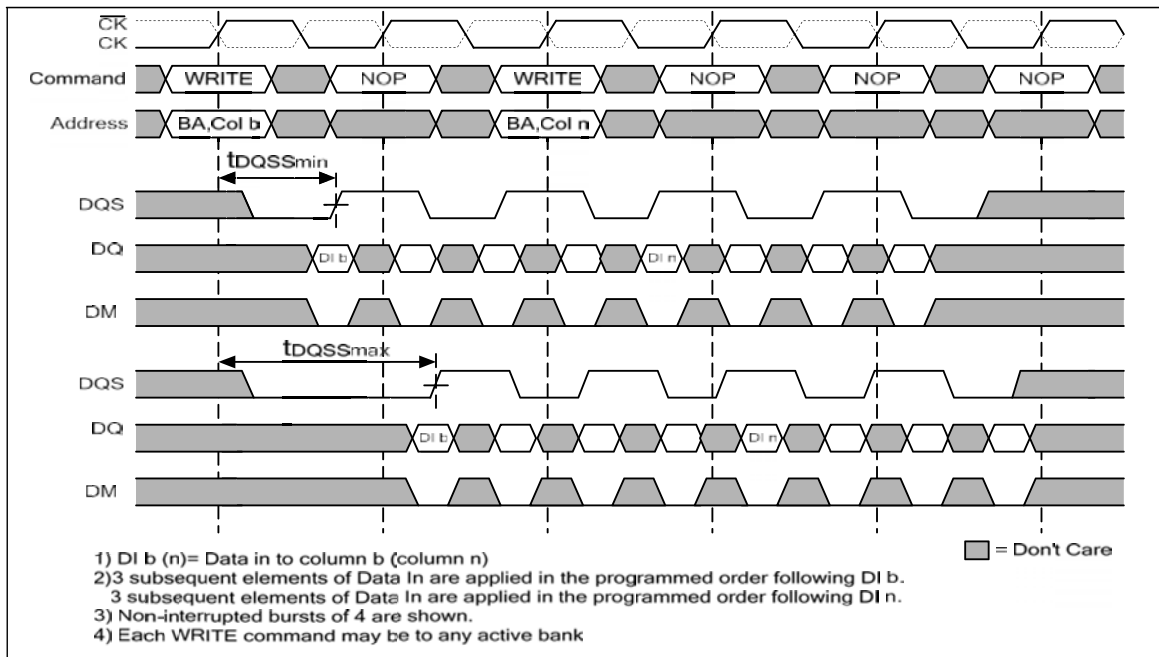 CK
CK
Command WRITE NOP WRITE NOP NOP NOP
Address BA,Col b BA,Col n
tDQSSmin
DQS
DQ DI b DI n
DM
tDQSSmax
DQS
DQ DI b DI n
DM
1) DI b (n)= Data in to column b (column n)
= Don't Care
2)3 subsequent elements of Data In are applied in the programmed order following DI b.
3 subsequent elements of Data In are applied in the programmed order following DI n.
3) Non-interrupted bursts of 4 are shown.
4) Each WRITE command may be to any active bank